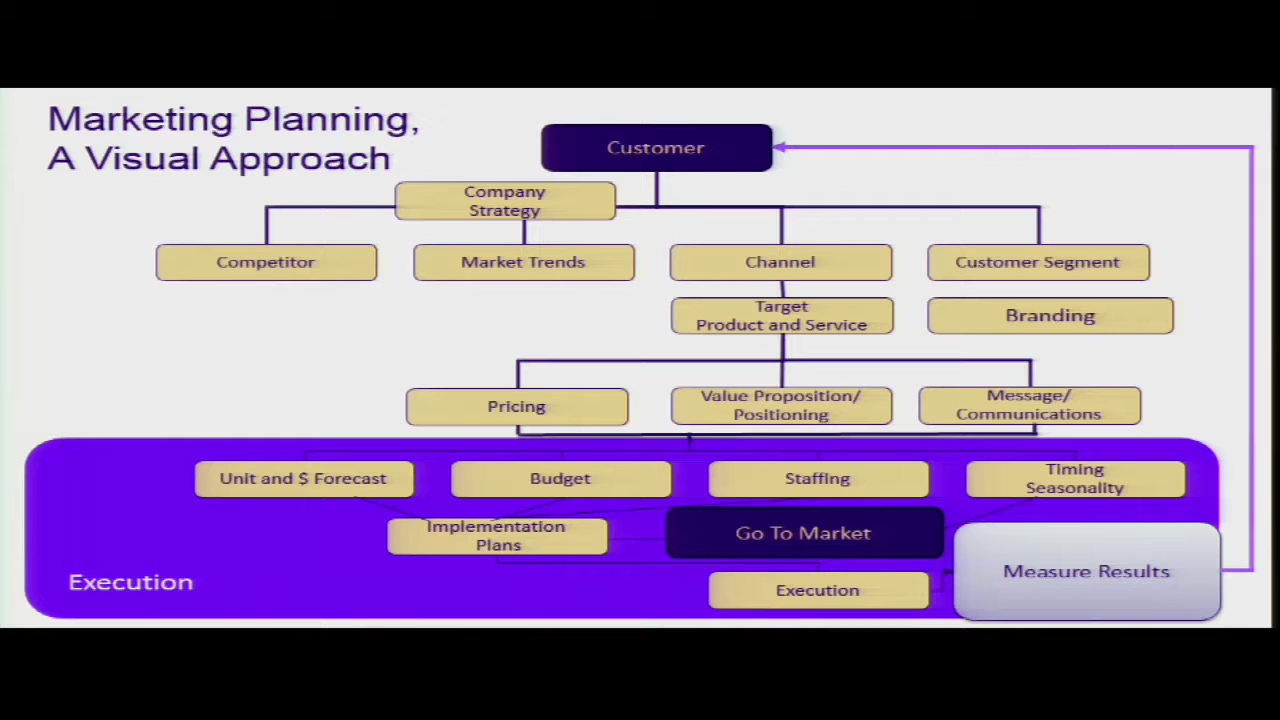 Marketing Planning,
A Visual Approach
Customer
Company
Strategy
Competitor
Market Trends
Channel
Customer Segment
Target
Product and Service
Branding
Pricing
Value Proposition/
Positioning
Message/
Communications
Unit and $ Forecast
Budget
Staffing
Timing
Seasonality
Implementation
Plans
Go To Market
Measure Results
Execution
Execution